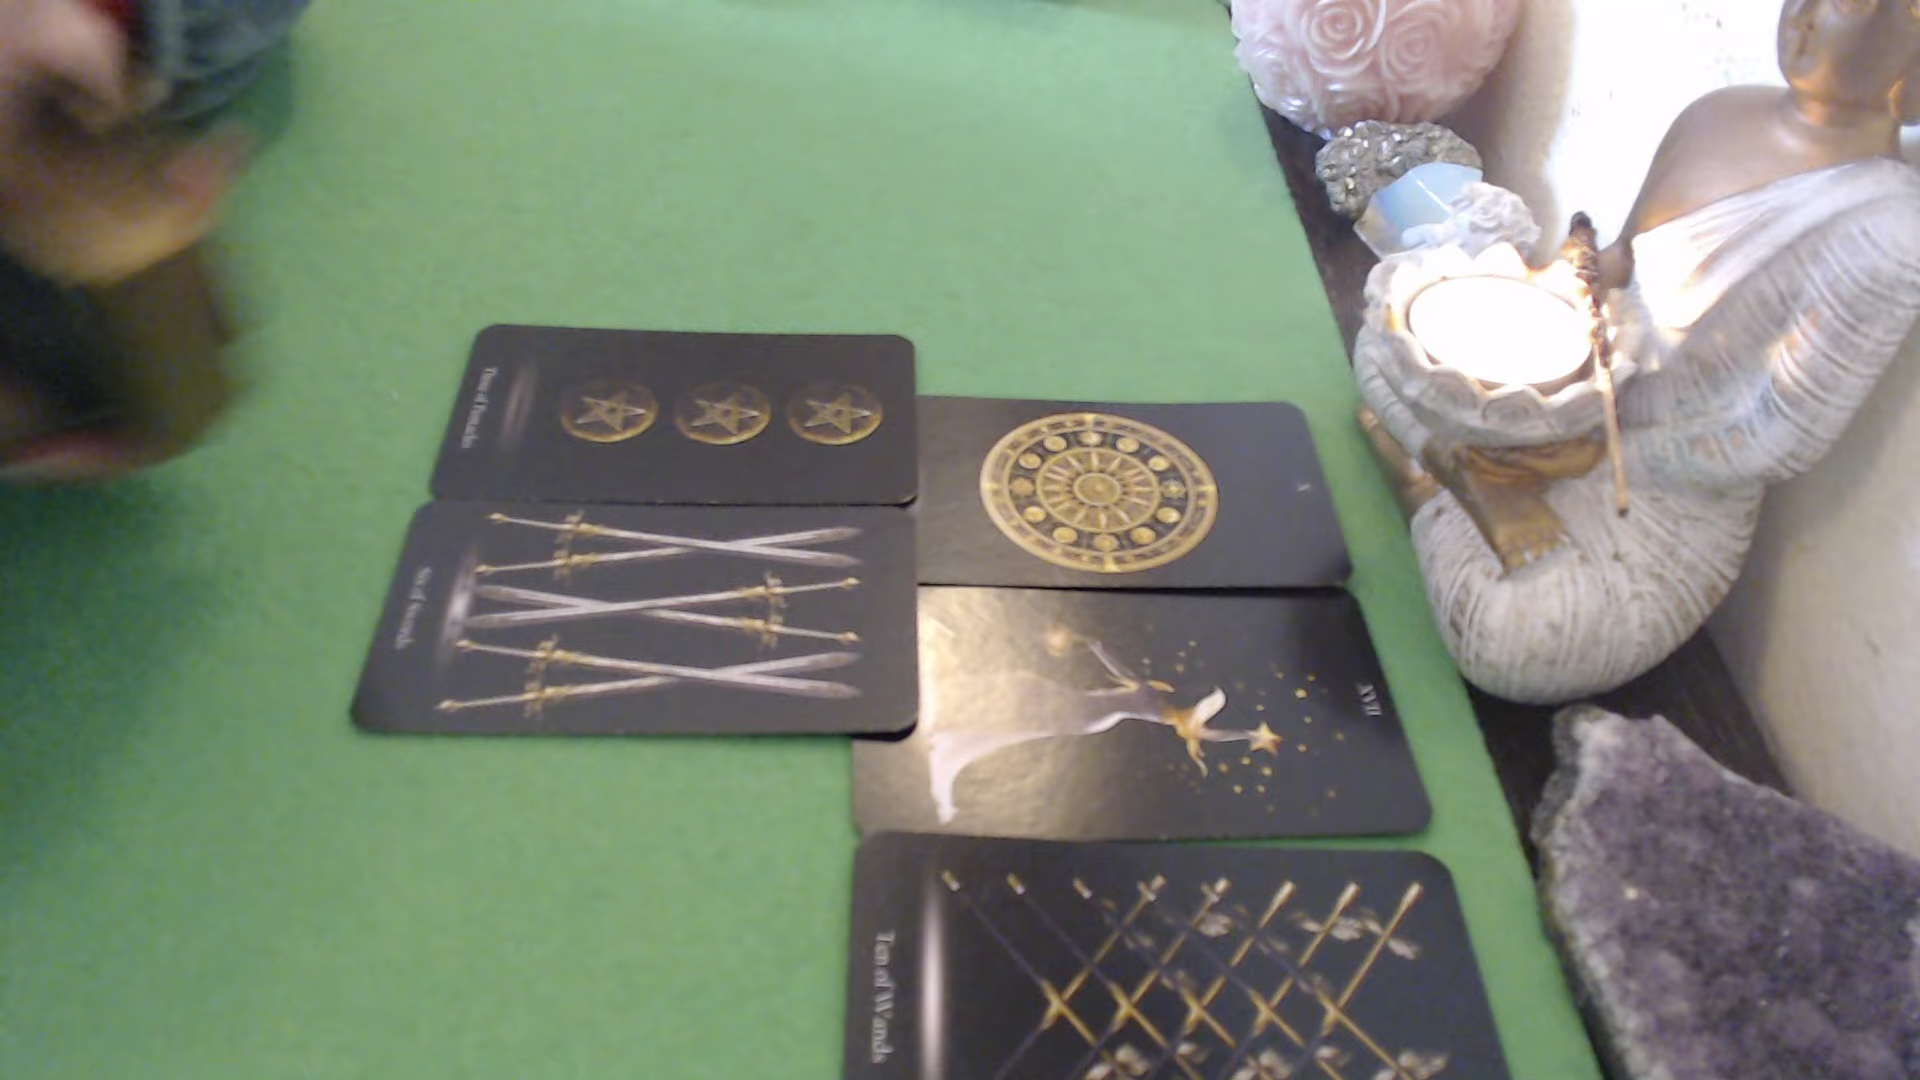 Three of Pentacles
X
Six of Swords
XVII
Ten of Wands